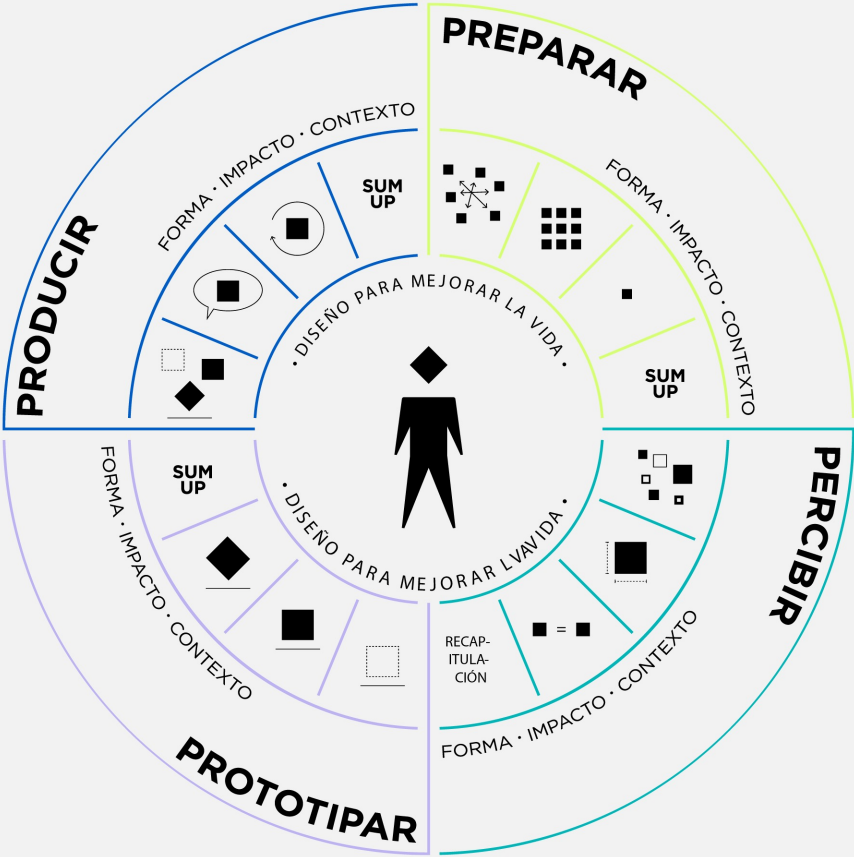 PREPARAR
FORMA · IMPACTO · CONTEXTO
SUM
UP
PERCIBIR
FORMA · IMPACTO · CONTEXTO
=
RECAP-
ITULA-
CIÓN
PROTOTIPAR
FORMA · IMPACTO · CONTEXTO
SUM
UP
PRODUCIR
FORMA · IMPACTO · CONTEXTO
SUM
UP
· DISEÑO PARA MEJORAR LA VIDA ·
· DISEÑO PARA MEJORAR LVAVIDA ·